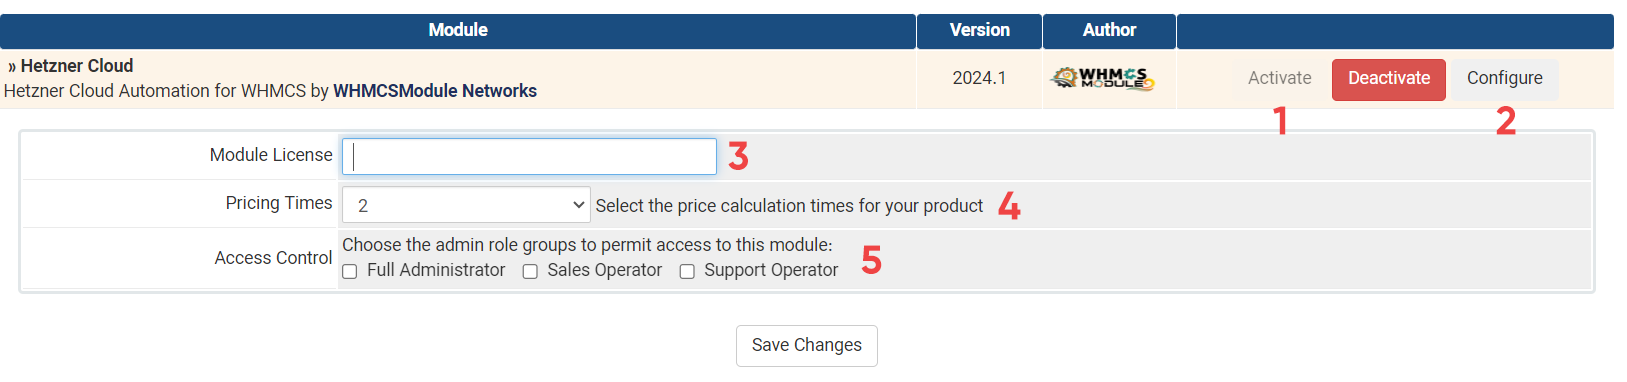 Module Version Author
» Hetzner Cloud
Hetzner Cloud Automation for WHMCS by WHMCSModule Networks
2024.1
WHMCS
MODULE
Activate Deactivate Configure
1 2
Module License 3
Pricing Times 2 Select the price calculation times for your product 4
Access Control Choose the admin role groups to permit access to this module: 5
Full Administrator Sales Operator Support Operator
Save Changes